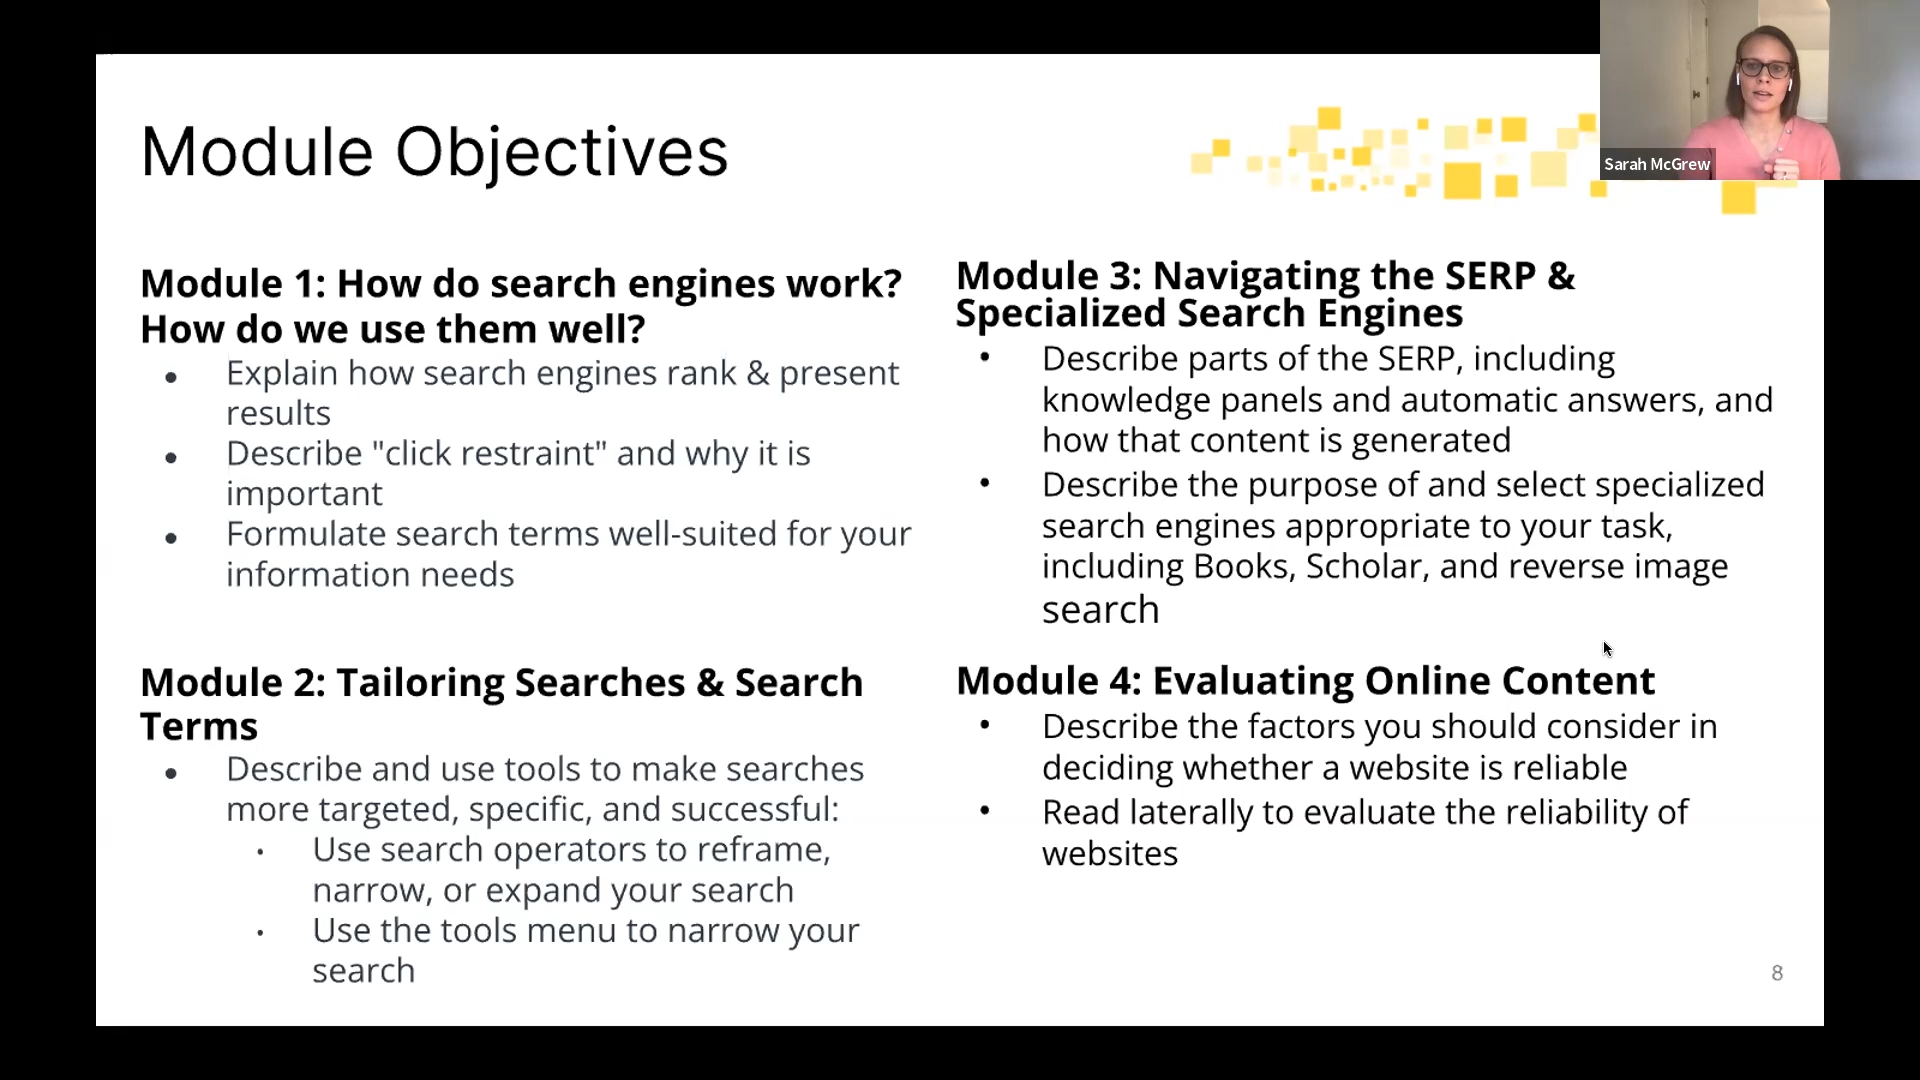 Module Objectives
Sarah McGrew
Module 1: How do search engines work?
How do we use them well?
● Explain how search engines rank & present
results
● Describe "click restraint" and why it is
important
● Formulate search terms well-suited for your
information needs
Module 2: Tailoring Searches & Search
Terms
● Describe and use tools to make searches
more targeted, specific, and successful:
• Use search operators to reframe,
narrow, or expand your search
• Use the tools menu to narrow your
search
Module 3: Navigating the SERP &
Specialized Search Engines
• Describe parts of the SERP, including
knowledge panels and automatic answers, and
how that content is generated
• Describe the purpose of and select specialized
search engines appropriate to your task,
including Books, Scholar, and reverse image
search
Module 4: Evaluating Online Content
• Describe the factors you should consider in
deciding whether a website is reliable
• Read laterally to evaluate the reliability of
websites
8